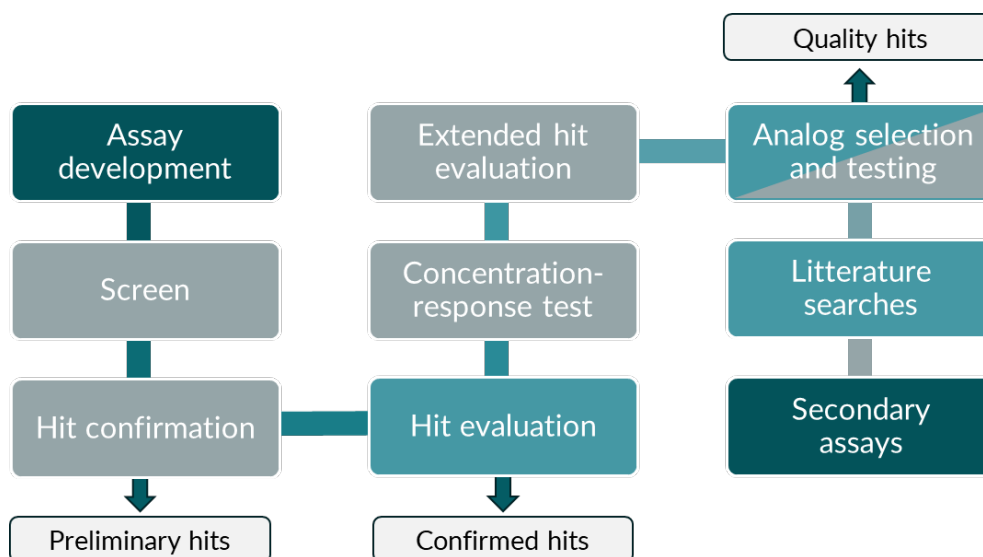 Quality hits
Assay
development
Extended hit
evaluation
Analog selection
and testing
Screen
Concentration-
response test
Litterature
searches
Hit confirmation
Hit evaluation
Secondary
assays
Preliminary hits
Confirmed hits